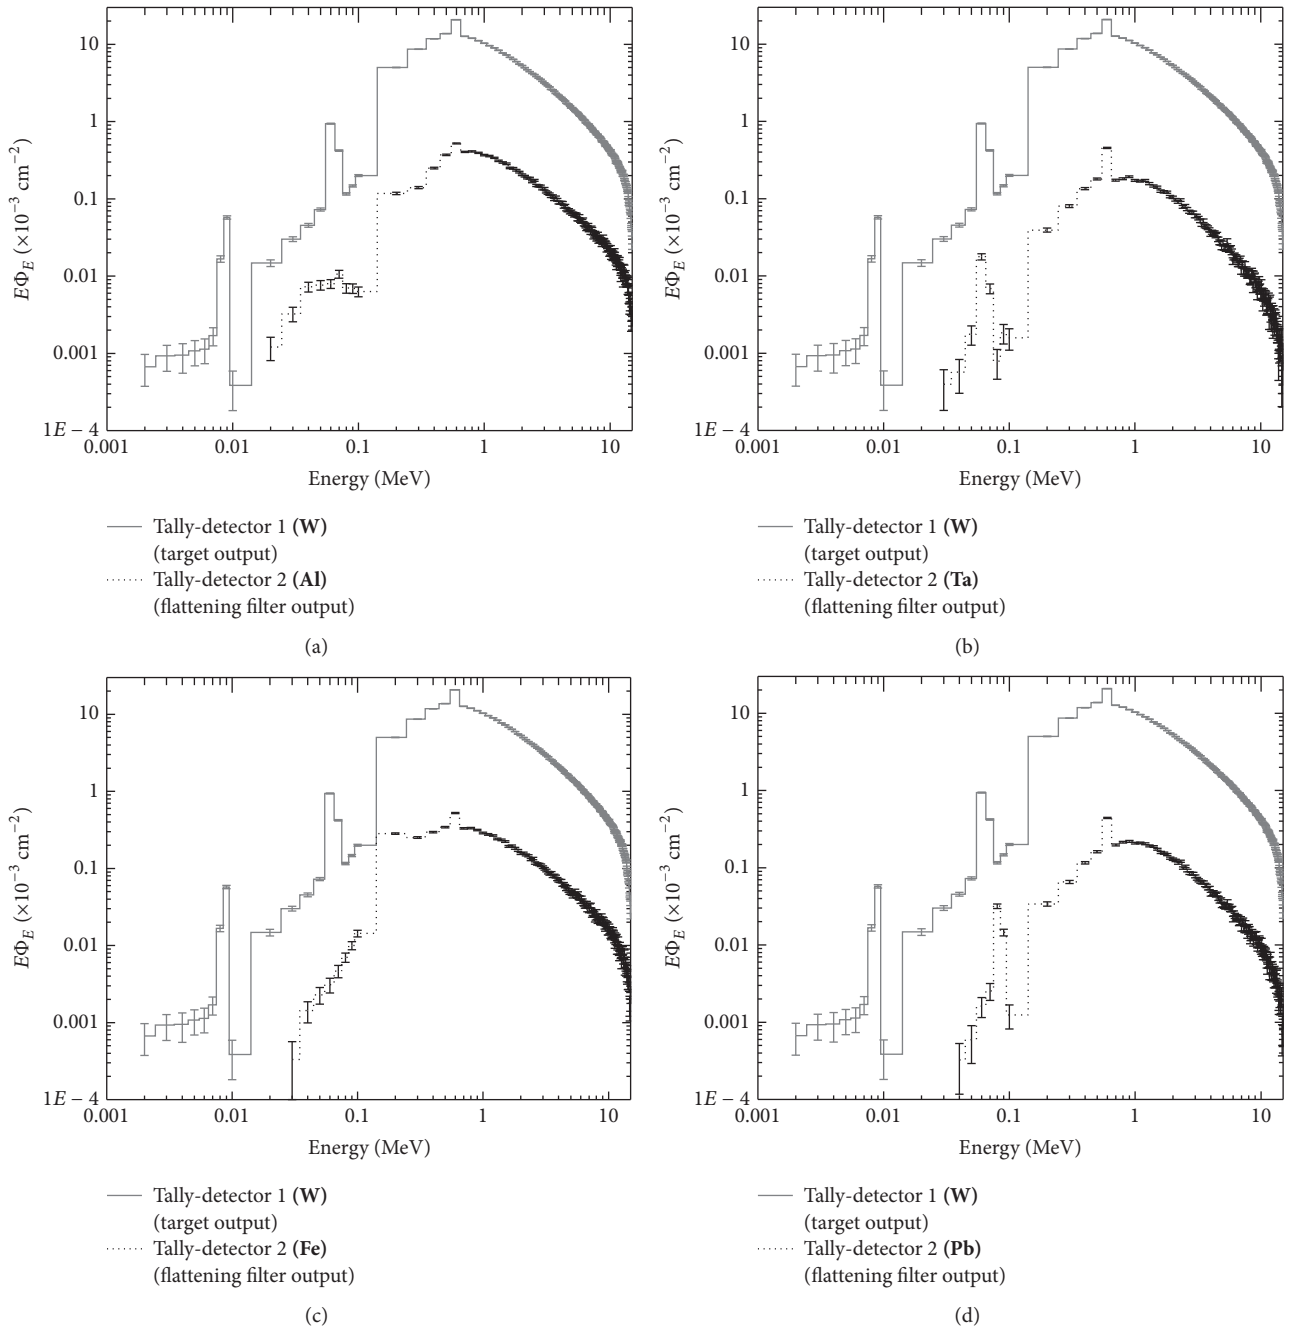 10
1
0.1
0.01
0.001
1E − 4
EΦ_E (×10⁻³ cm⁻²)
0.001 0.01 0.1 1 10
Energy (MeV)
Tally-detector 1 (W)
(target output)
Tally-detector 2 (Al)
(flattening filter output)
(a)
10
1
0.1
0.01
0.001
1E − 4
EΦ_E (×10⁻³ cm⁻²)
0.001 0.01 0.1 1 10
Energy (MeV)
Tally-detector 1 (W)
(target output)
Tally-detector 2 (Ta)
(flattening filter output)
(b)
10
1
0.1
0.01
0.001
1E − 4
EΦ_E (×10⁻³ cm⁻²)
0.001 0.01 0.1 1 10
Energy (MeV)
Tally-detector 1 (W)
(target output)
Tally-detector 2 (Fe)
(flattening filter output)
(c)
10
1
0.1
0.01
0.001
1E − 4
EΦ_E (×10⁻³ cm⁻²)
0.001 0.01 0.1 1 10
Energy (MeV)
Tally-detector 1 (W)
(target output)
Tally-detector 2 (Pb)
(flattening filter output)
(d)